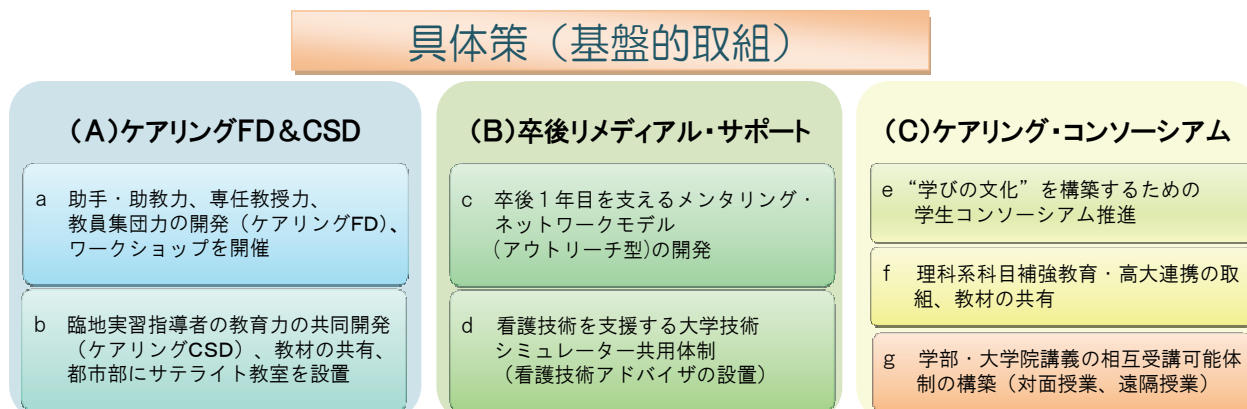 具体策（基盤的取組）
（A）ケアリングFD＆CSD
a　助手・助教力、専任教授力、
教員集団力の開発（ケアリングFD）、
ワークショップを開催
b　臨地実習指導者の教育力の共同開発
（ケアリングCSD）、教材の共有、
都市部にサテライト教室を設置
（B）卒後リメディアル・サポート
c　卒後１年目を支えるメンタリング・
ネットワークモデル
(アウトリーチ型)の開発
d　看護技術を支援する大学技術
シミュレーター共用体制
（看護技術アドバイザの設置）
（C）ケアリング・コンソーシアム
e “学びの文化”を構築するための
学生コンソーシアム推進
f　理科系科目補強教育・高大連携の取
組、教材の共有
g　学部・大学院講義の相互受講可能体
制の構築（対面授業、遠隔授業）